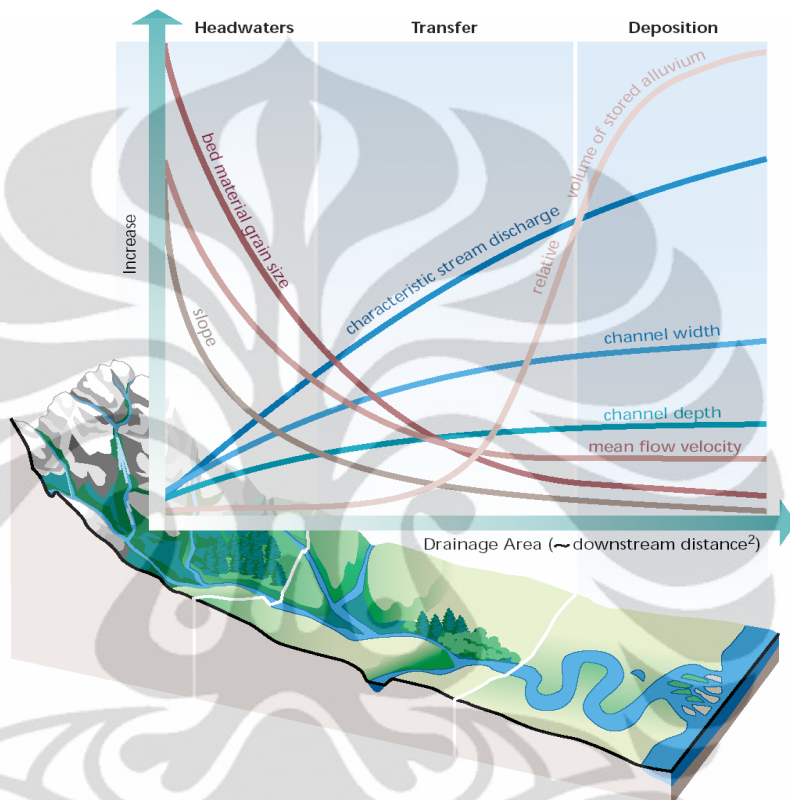 Headwaters
Transfer
Deposition
Increase
bed material grain size
slope
characteristic stream discharge
relative volume of stored alluvium
channel width
channel depth
mean flow velocity
Drainage Area (~downstream distance²)